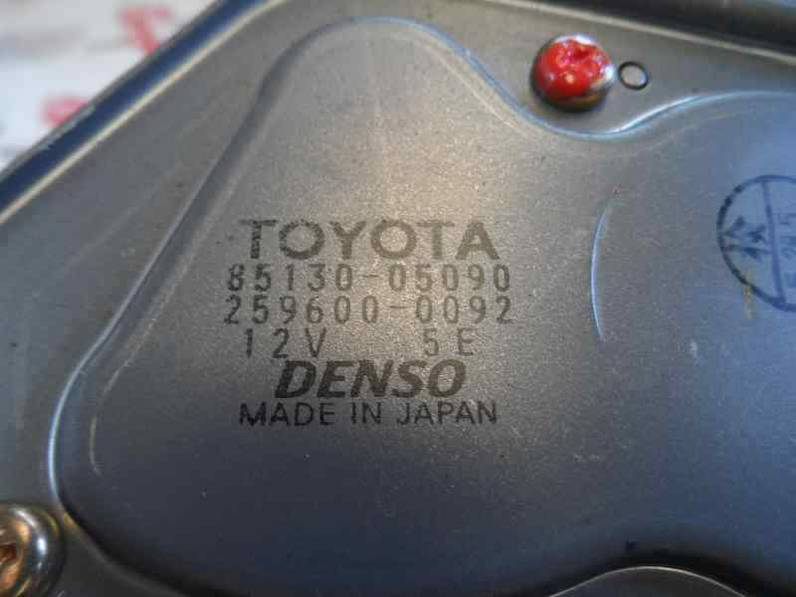 TOYOTA
85130-05090
259600-0092
12V 5E
DENSO
MADE IN JAPAN